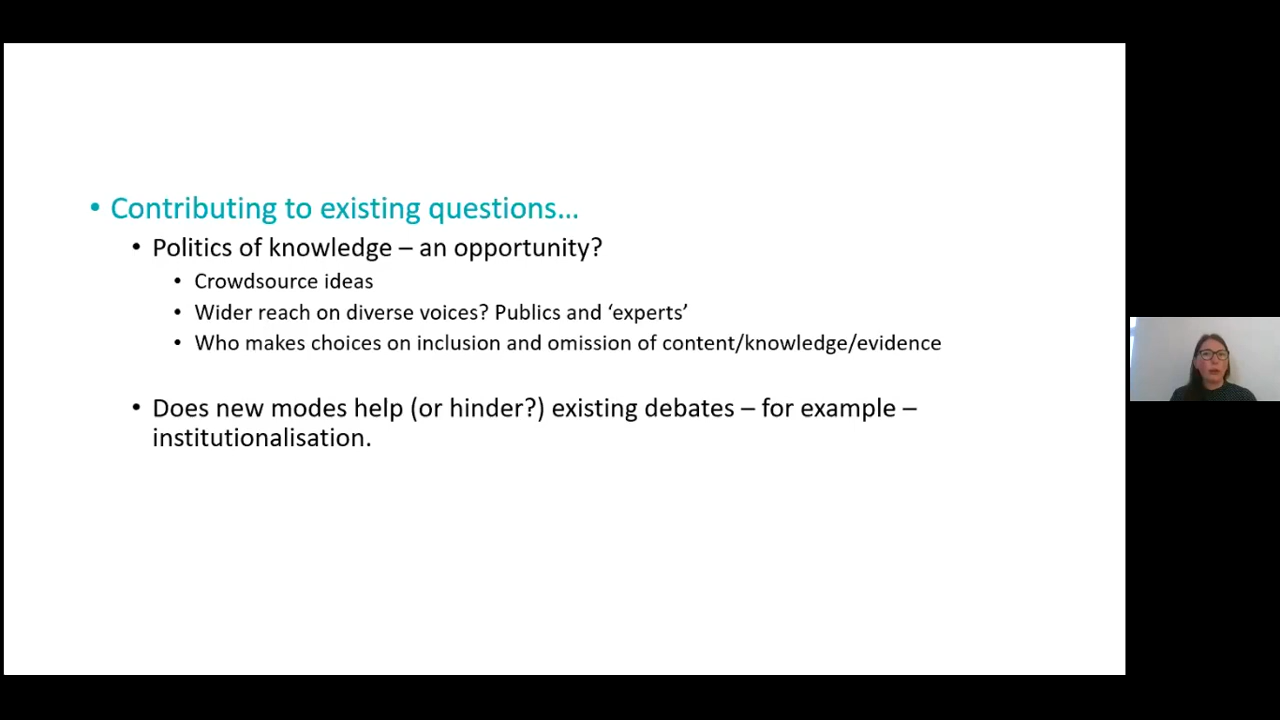 • Contributing to existing questions...
• Politics of knowledge – an opportunity?
• Crowdsource ideas
• Wider reach on diverse voices? Publics and ‘experts’
• Who makes choices on inclusion and omission of content/knowledge/evidence
• Does new modes help (or hinder?) existing debates – for example –
institutionalisation.